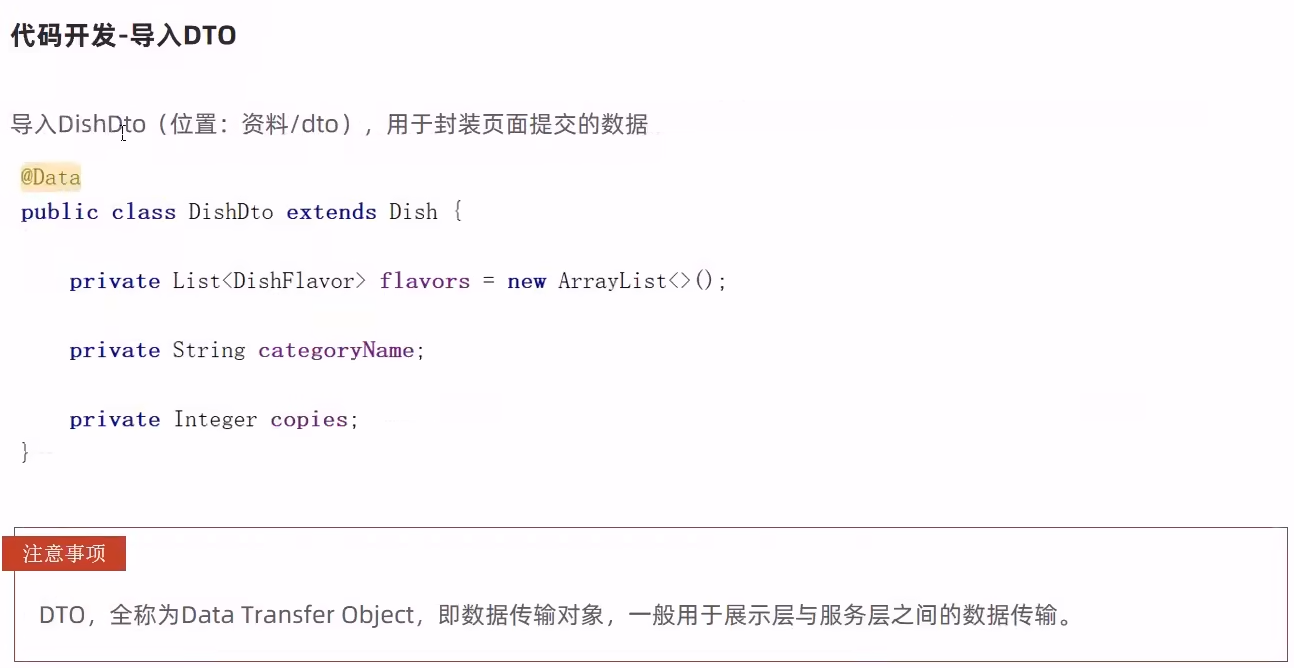 代码开发-导入DTO
导入DishDto（位置：资料/dto），用于封装页面提交的数据
@Data
public class DishDto extends Dish {
private List<DishFlavor> flavors = new ArrayList<>();
private String categoryName;
private Integer copies;
}
注意事项
DTO，全称为Data Transfer Object，即数据传输对象，一般用于展示层与服务层之间的数据传输。